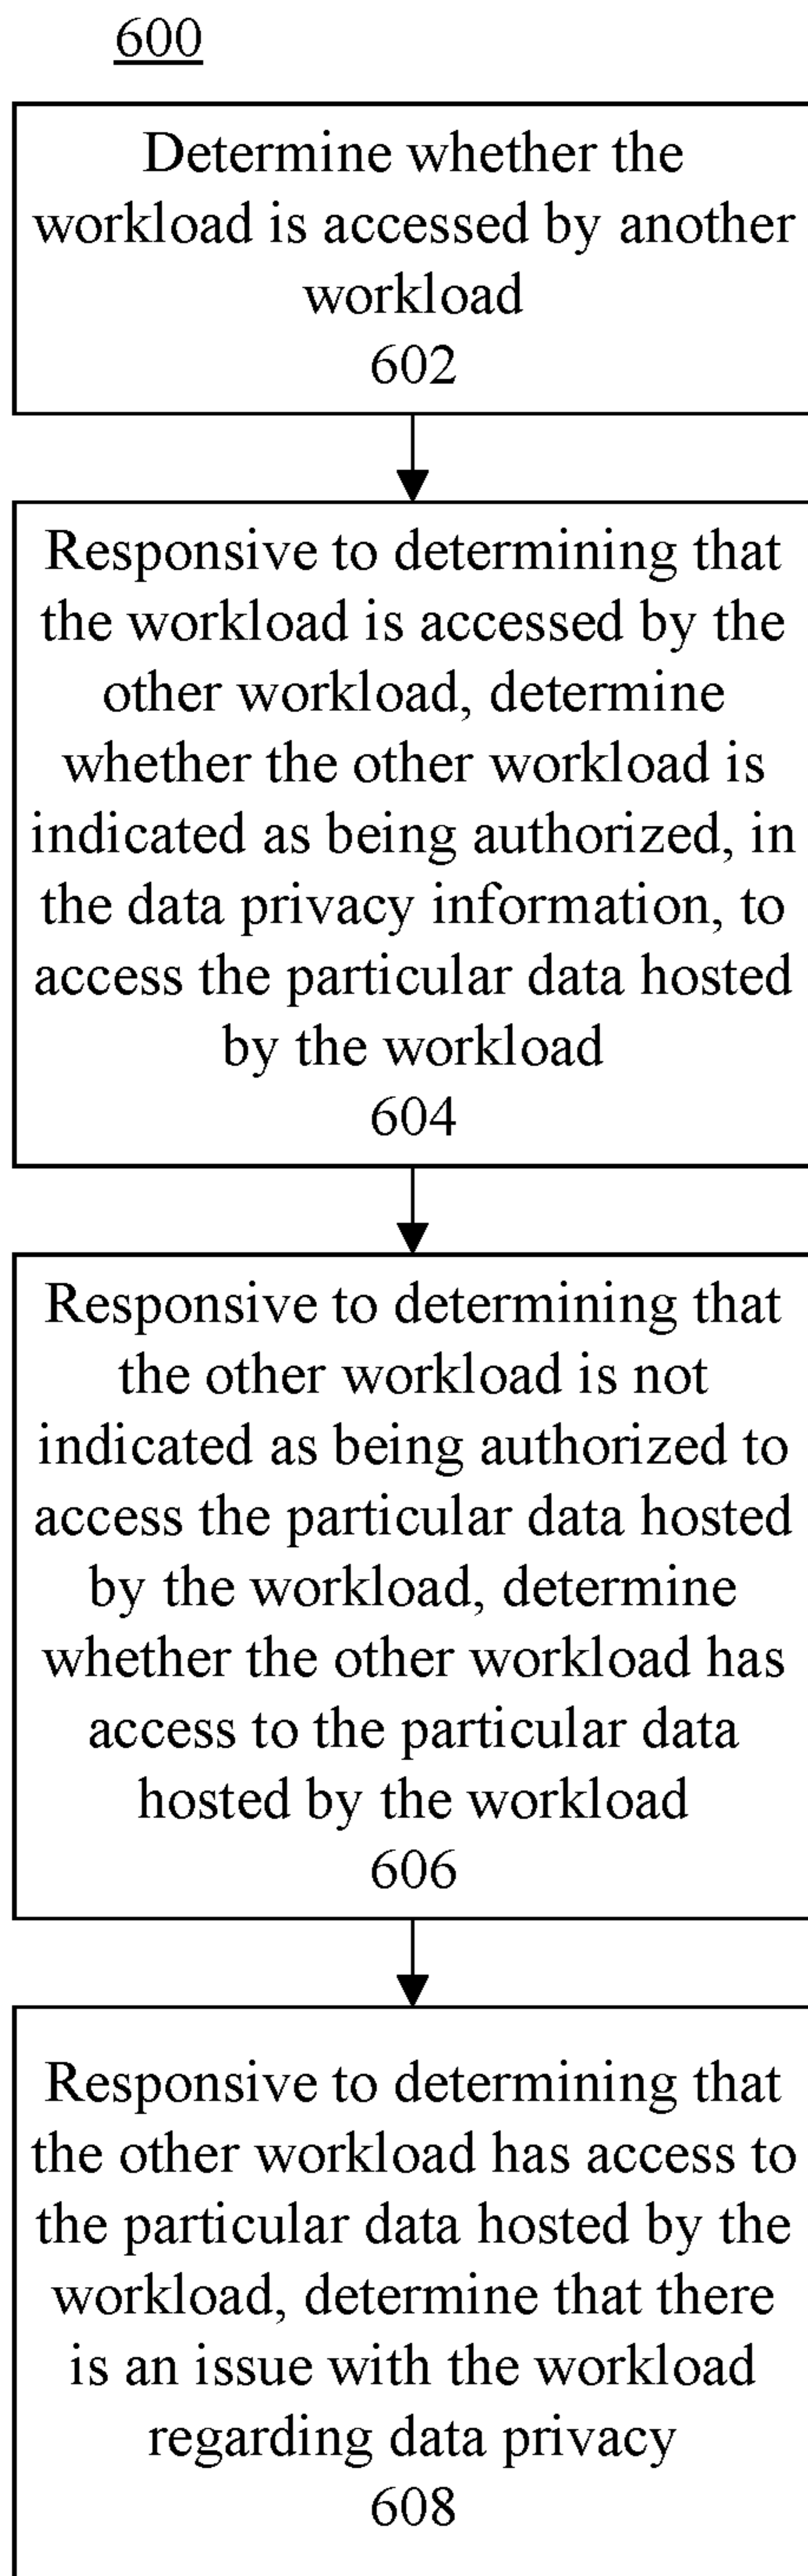 600
Determine whether the
workload is accessed by another
workload
602
Responsive to determining that
the workload is accessed by the
other workload, determine
whether the other workload is
indicated as being authorized, in
the data privacy information, to
access the particular data hosted
by the workload
604
Responsive to determining that
the other workload is not
indicated as being authorized to
access the particular data hosted
by the workload, determine
whether the other workload has
access to the particular data
hosted by the workload
606
Responsive to determining that
the other workload has access to
the particular data hosted by the
workload, determine that there
is an issue with the workload
regarding data privacy
608